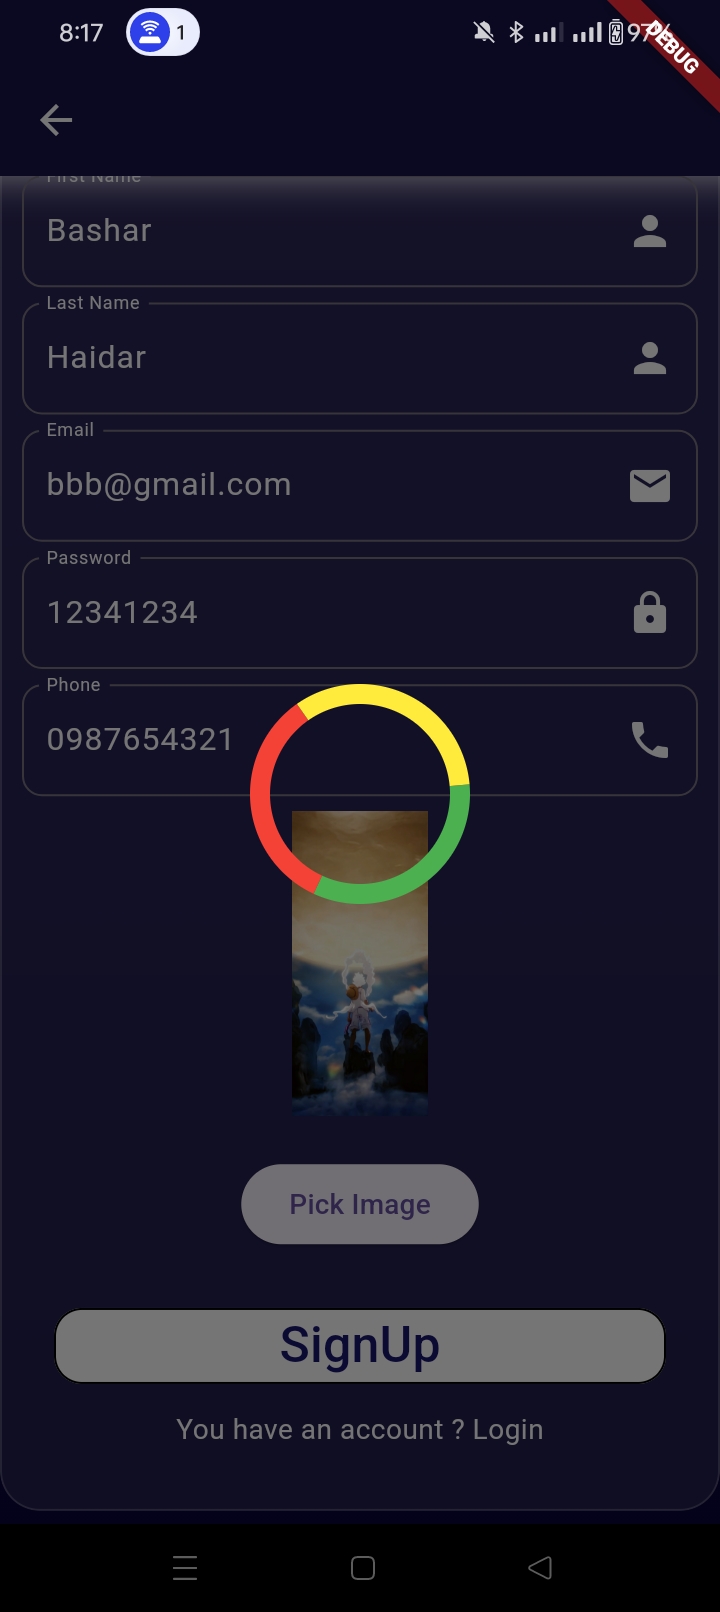 8:17
1
97%
DEBUG
First Name
Bashar
Last Name
Haidar
Email
bbb@gmail.com
Password
12341234
Phone
0987654321
Pick Image
SignUp
You have an account ? Login